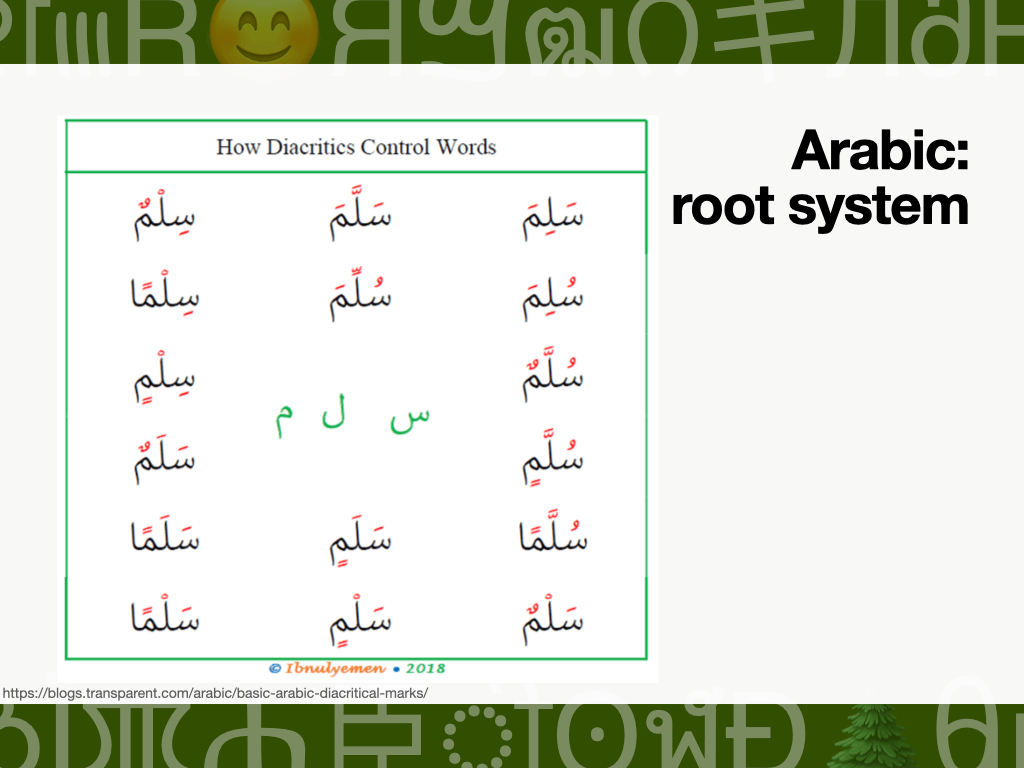 Arabic:
root system
How Diacritics Control Words
سَلِمَ سَلَّمَ سِلْمٌ
سُلِمَ سُلِّمَ سِلْمًا
سُلَّمٌ سِلْمٍ
س ل م
سُلَّمٍ سَلَمٌ
سُلَّمًا سَلَمٍ سَلَمًا
سَلْمٌ سَلْمٍ سَلْمًا
© Ibnulyemen • 2018
https://blogs.transparent.com/arabic/basic-arabic-diacritical-marks/